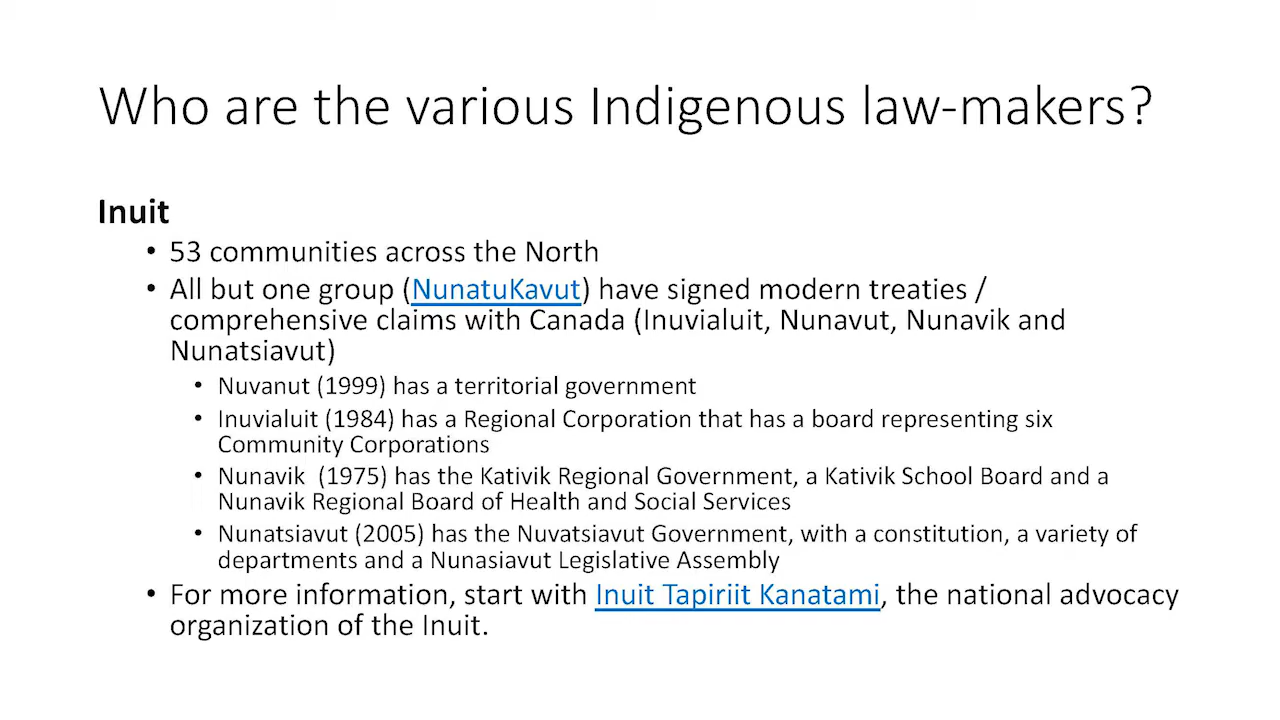 Who are the various Indigenous law-makers?
Inuit
• 53 communities across the North
• All but one group (NunatuKavut) have signed modern treaties /
comprehensive claims with Canada (Inuvialuit, Nunavut, Nunavik and
Nunatsiavut)
• Nuvanut (1999) has a territorial government
• Inuvialuit (1984) has a Regional Corporation that has a board representing six
Community Corporations
• Nunavik  (1975) has the Kativik Regional Government, a Kativik School Board and a
Nunavik Regional Board of Health and Social Services
• Nunatsiavut (2005) has the Nuvatsiavut Government, with a constitution, a variety of
departments and a Nunasiavut Legislative Assembly
• For more information, start with Inuit Tapiriit Kanatami, the national advocacy
organization of the Inuit.